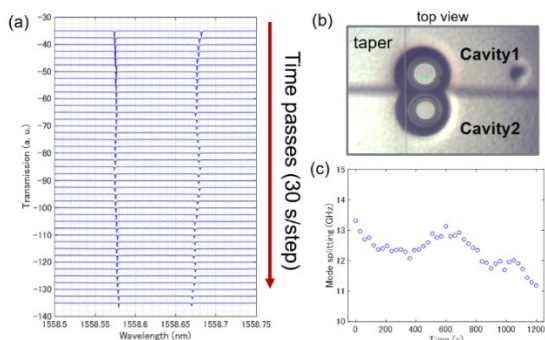 (a)
-30
-40
-50
-60
-70
-80
-90
-100
-110
-120
-130
-140
Transmission (a. u.)
1558.5 1558.55 1558.6 1558.65 1558.7 1558.75
Wavelength (nm)
Time passes (30 s/step)
(b) top view
taper
Cavity1
Cavity2
(c)
15
14
13
12
11
10
Mode splitting (GHz)
0 200 400 600 800 1000 1200
Time (s)